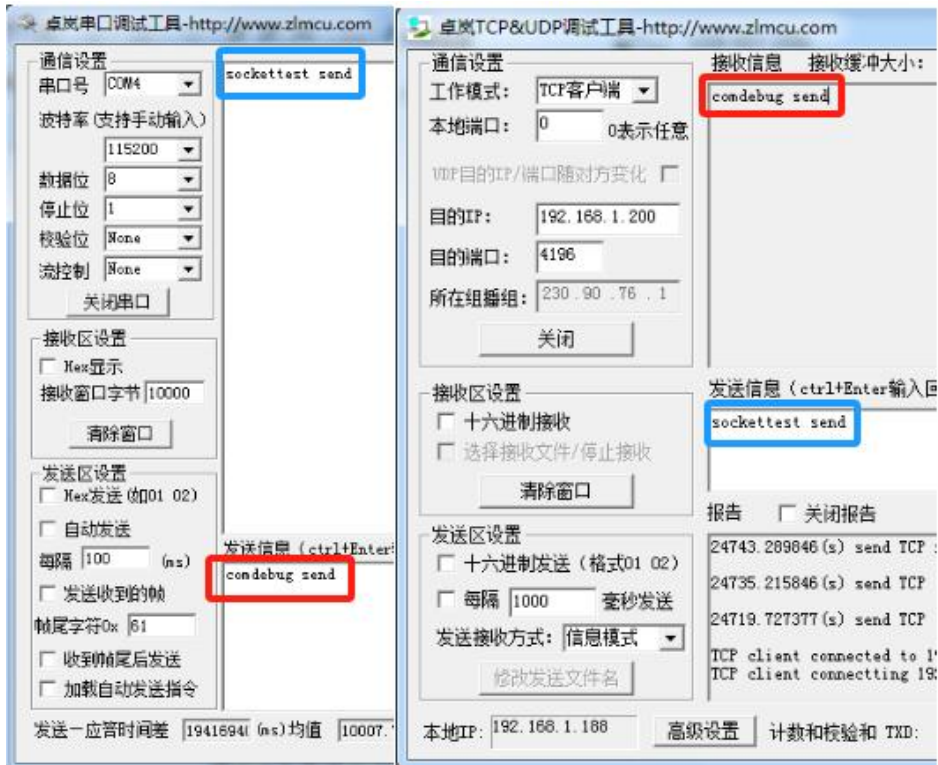 卓岚串口调试工具-http://www.zlmcu.com
通信设置
串口号 COM4
波特率(支持手动输入)
115200
数据位 8
停止位 1
校验位 None
流控制 None
关闭串口
接收区设置
Hex显示
接收窗口字节 10000
清除窗口
发送区设置
Hex发送(如01 02)
自动发送
每隔 100 (ms)
发送收到的帧
帧尾字符0x 61
收到帧尾后发送
加载自动发送指令
发送—应答时间差 1941694( (ms)均值 10007.
sockettest send
发送信息(ctrl+Enter
comdebug send
卓岚TCP&UDP调试工具-http://www.zlmcu.com
通信设置
工作模式: TCP客户端
本地端口: 0 0表示任意
UDP目的IP/端口随对方变化
目的IP: 192.168.1.200
目的端口: 4196
所在组播组: 230 .90 .76 .1
关闭
接收区设置
十六进制接收
选择接收文件/停止接收
清除窗口
发送区设置
十六进制发送(格式01 02)
每隔 1000 毫秒发送
发送接收方式: 信息模式
修改发送文件名
接收信息 接收缓冲大小:
comdebug send
发送信息(ctrl+Enter输入回
sockettest send
报告 关闭报告
24743.289846(s) send TCP
24735.215846(s) send TCP
24719.727377(s) send TCP
TCP client connected to 1
TCP client connectting 19
本地IP: 192.168.1.188 高级设置 计数和校验和 TXD: